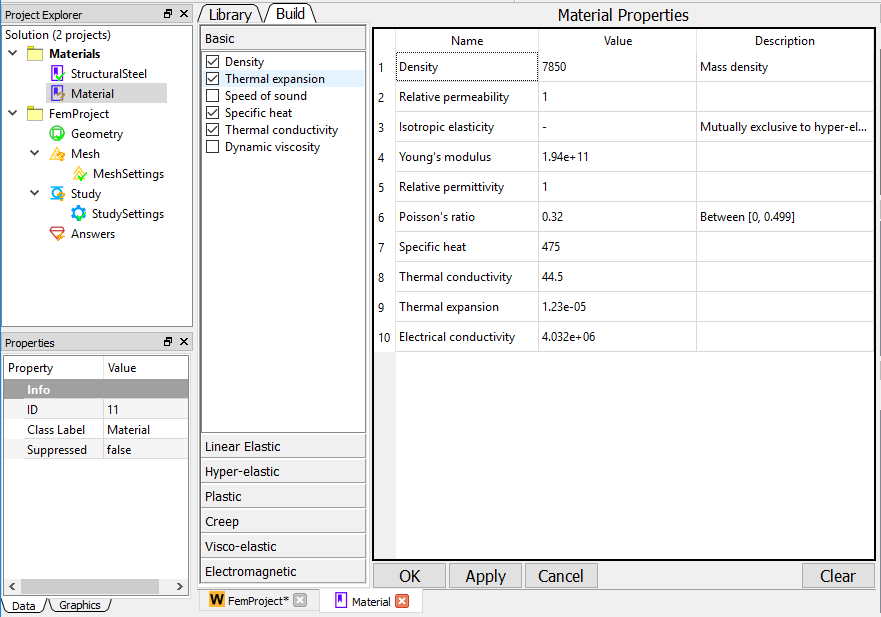 Project Explorer
Solution (2 projects)
Materials
StructuralSteel
Material
FemProject
Geometry
Mesh
MeshSettings
Study
StudySettings
Answers
Properties
Property Value
Info
ID 11
Class Label Material
Suppressed false
Data Graphics
Library Build
Basic
Density
Thermal expansion
Speed of sound
Specific heat
Thermal conductivity
Dynamic viscosity
Linear Elastic
Hyper-elastic
Plastic
Creep
Visco-elastic
Electromagnetic
Material Properties
Name Value Description
1 Density 7850 Mass density
2 Relative permeability 1
3 Isotropic elasticity - Mutually exclusive to hyper-el...
4 Young's modulus 1.94e+11
5 Relative permittivity 1
6 Poisson's ratio 0.32 Between [0, 0.499]
7 Specific heat 475
8 Thermal conductivity 44.5
9 Thermal expansion 1.23e-05
10 Electrical conductivity 4.032e+06
OK Apply Cancel Clear
W FemProject* Material